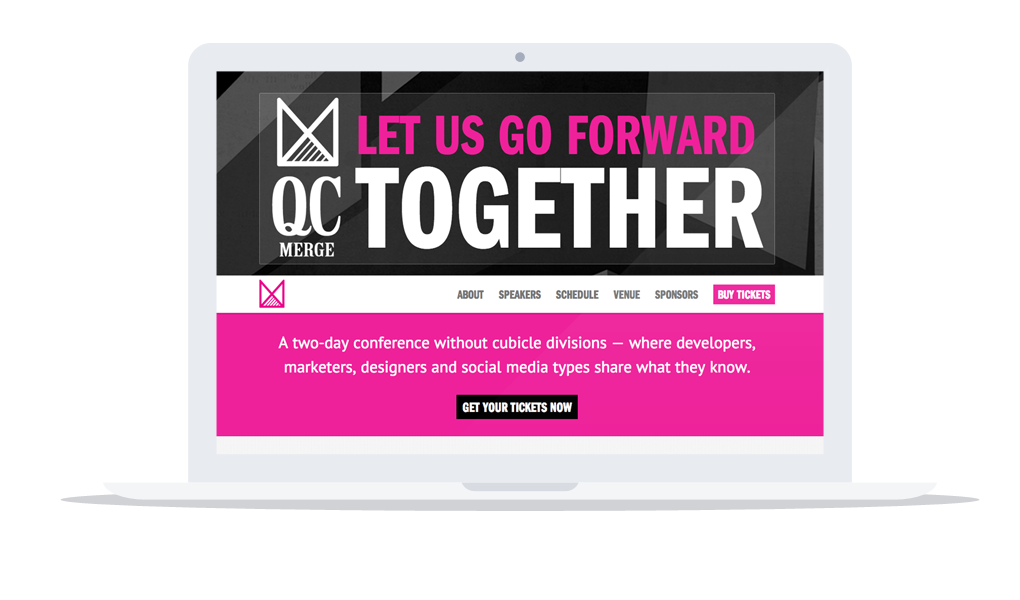 LET US GO FORWARD
TOGETHER
QC
MERGE
ABOUT SPEAKERS SCHEDULE VENUE SPONSORS BUY TICKETS
A two-day conference without cubicle divisions — where developers,
marketers, designers and social media types share what they know.
GET YOUR TICKETS NOW